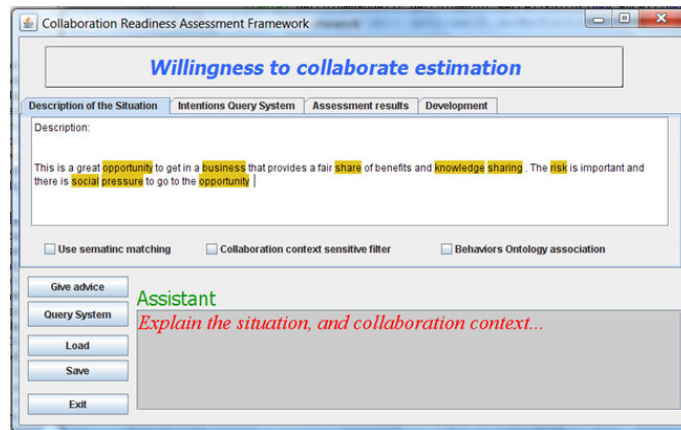 Collaboration Readiness Assessment Framework
Willingness to collaborate estimation
Description of the Situation Intentions Query System Assessment results Development
Description:
This is a great opportunity to get in a business that provides a fair share of benefits and knowledge sharing . The risk is important and
there is social pressure to go to the opportunity
Use sematinc matching Collaboration context sensitive filter Behaviors Ontology association
Give advice
Query System
Load
Save
Exit
Assistant
Explain the situation, and collaboration context...